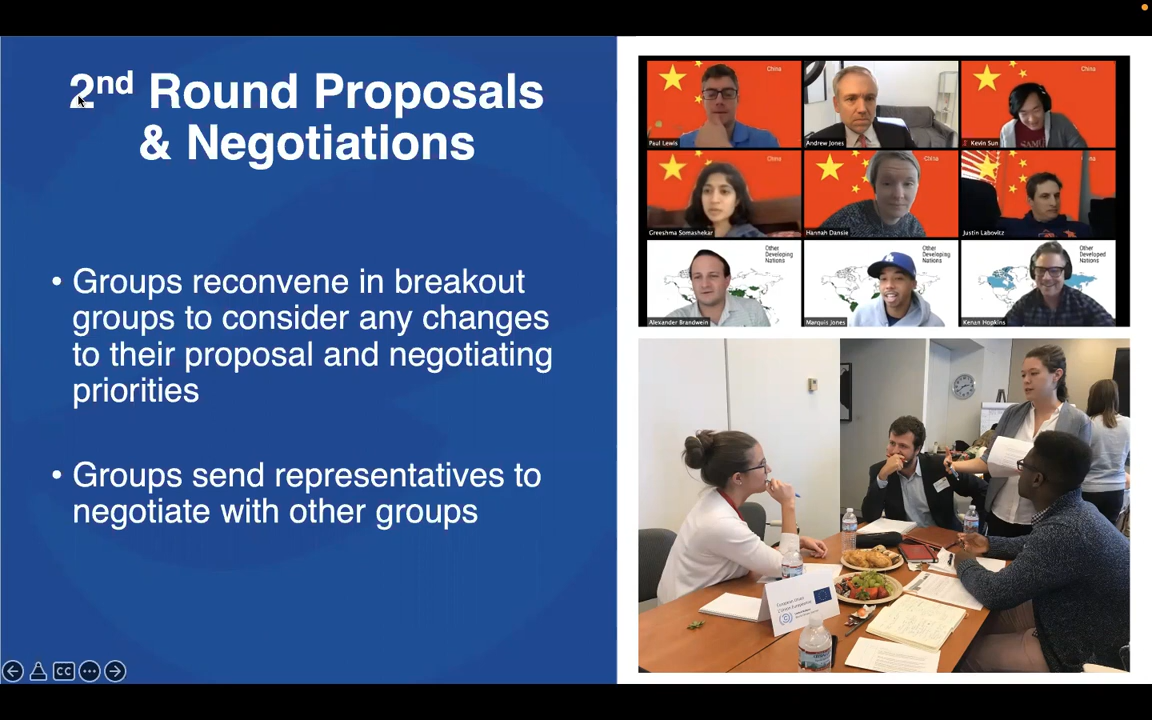 2nd Round Proposals
& Negotiations
• Groups reconvene in breakout
groups to consider any changes
to their proposal and negotiating
priorities
• Groups send representatives to
negotiate with other groups
CC
China
China
Paul Lewis
Andrew Jones
Kevin Sun
China
China
Greeshma Somashekar
Hannah Dansie
Justin Labovitz
Other
Developing
Nations
Other
Developing
Nations
Other
Developed
Nations
Alexander Brandwein
Marquis Jones
Kenan Hopkins
European Union